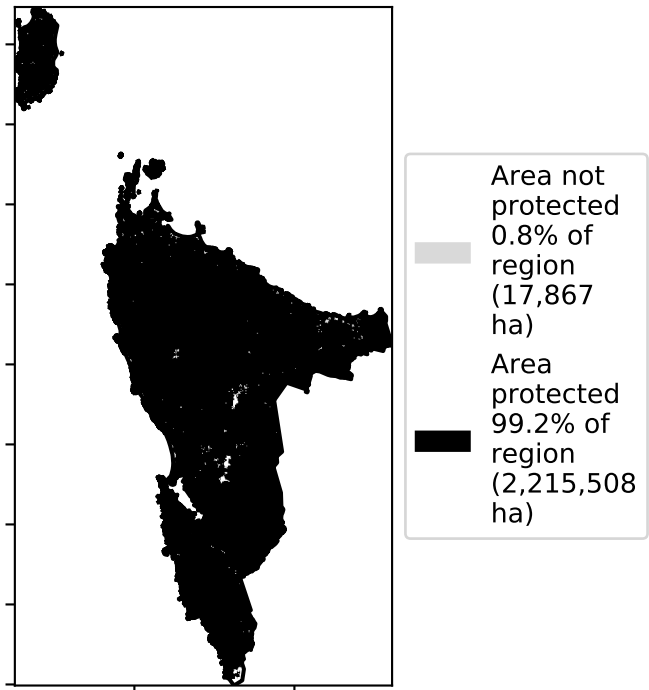 Area not
protected
0.8% of
region
(17,867
ha)
Area
protected
99.2% of
region
(2,215,508
ha)